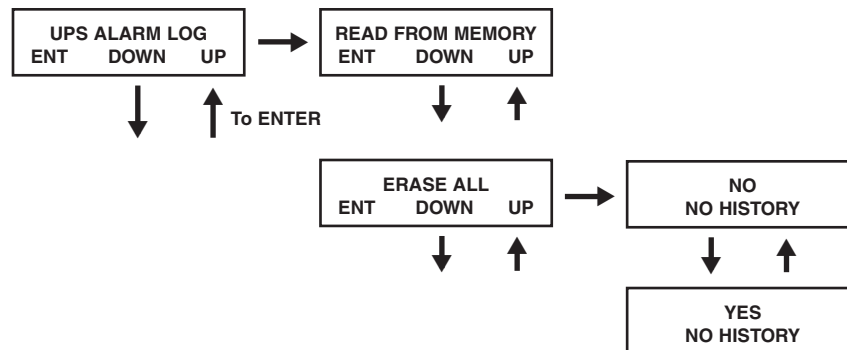 UPS ALARM LOG
ENT DOWN UP
READ FROM MEMORY
ENT DOWN UP
To ENTER
ERASE ALL
ENT DOWN UP
NO
NO HISTORY
YES
NO HISTORY